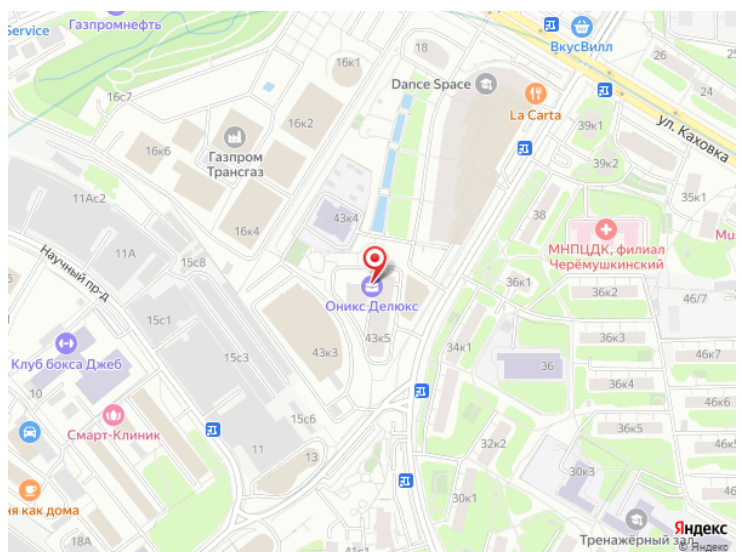 Газпромнефть
Service
ВкусВилл
18
26
16к1
Dance Space
24
16с7
La Carta
ул. Каховка
16к2
39к1
16к6
Газпром
Трансгаз
39к2
11Ас2
35к1
43к4
38
16к4
МНПЦДК, филиал
Черёмушкинский
Mus
11А
15с8
Научный пр-д
36к1
36к2
46/7
Оникс Делюкс
15с1
43к5
34к1
36к3
43к3
15с3
46к7
Клуб бокса Джеб
36
36к4
10
46к6
15с6
Смарт-Клиник
36к5
11
32к2
13
30к3
30к1
ня как дома
Яндекс
Тренажёрный зал
18А
41с1
© Яндекс